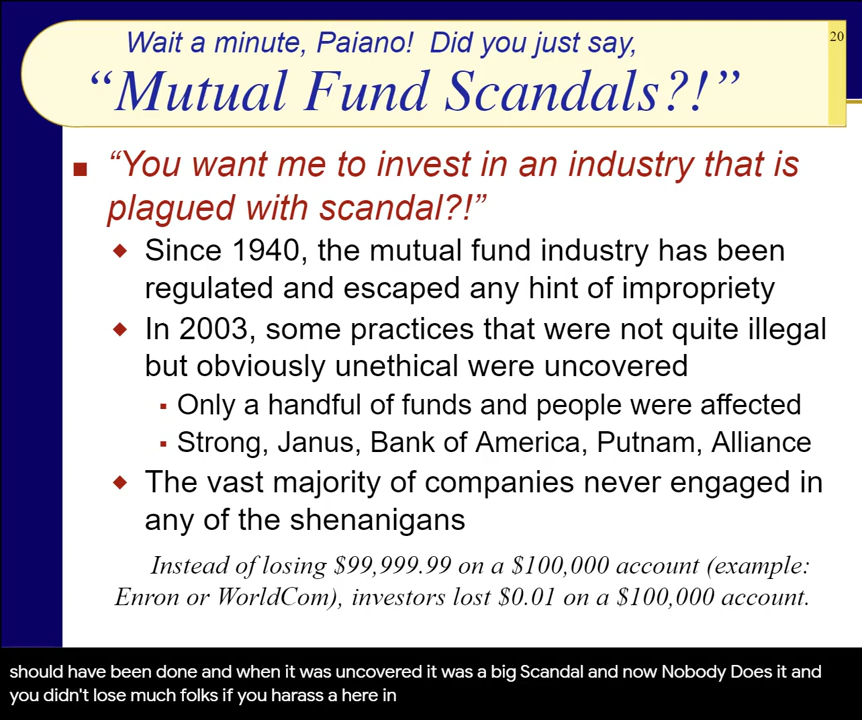 Wait a minute, Paiano! Did you just say,
20
“Mutual Fund Scandals?!”
“You want me to invest in an industry that is
plagued with scandal?!”
Since 1940, the mutual fund industry has been
regulated and escaped any hint of impropriety
In 2003, some practices that were not quite illegal
but obviously unethical were uncovered
Only a handful of funds and people were affected
Strong, Janus, Bank of America, Putnam, Alliance
The vast majority of companies never engaged in
any of the shenanigans
Instead of losing $99,999.99 on a $100,000 account (example:
Enron or WorldCom), investors lost $0.01 on a $100,000 account.
should have been done and when it was uncovered it was a big Scandal and now Nobody Does it and
you didn't lose much folks if you harass a here in